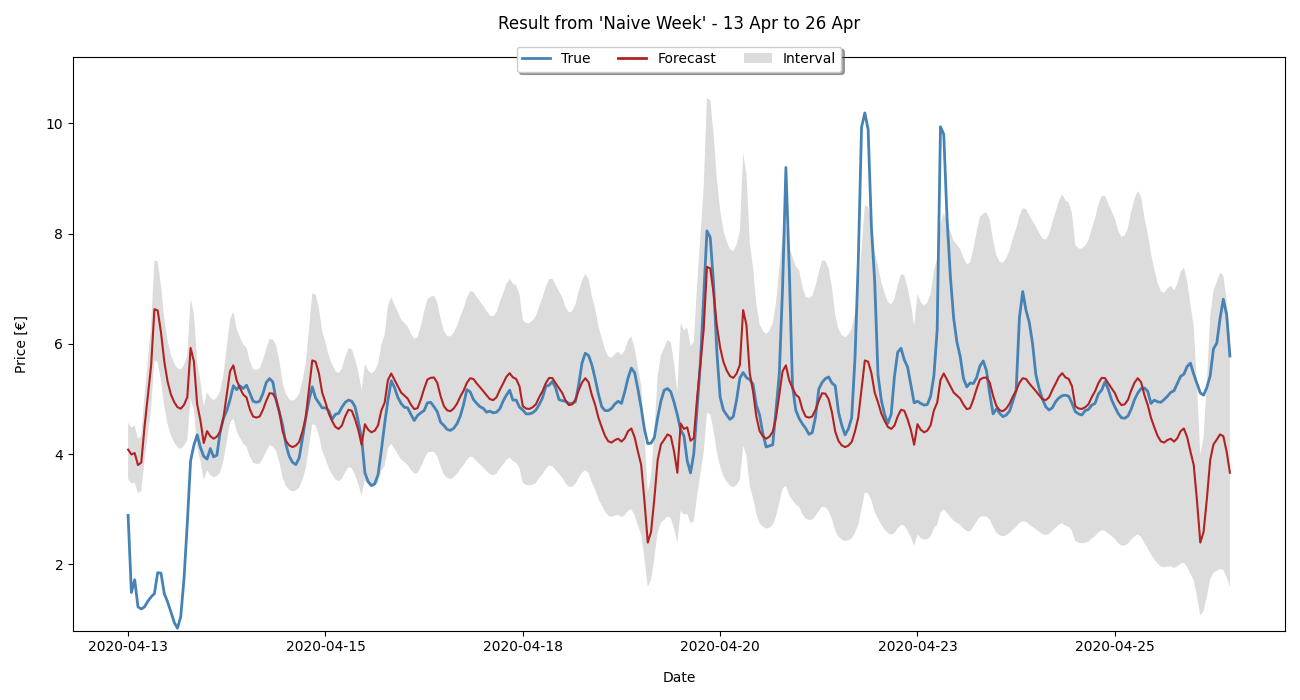 Result from 'Naive Week' - 13 Apr to 26 Apr
True Forecast Interval
Price [€]
10
8
6
4
2
2020-04-13 2020-04-15 2020-04-18 2020-04-20 2020-04-23 2020-04-25
Date